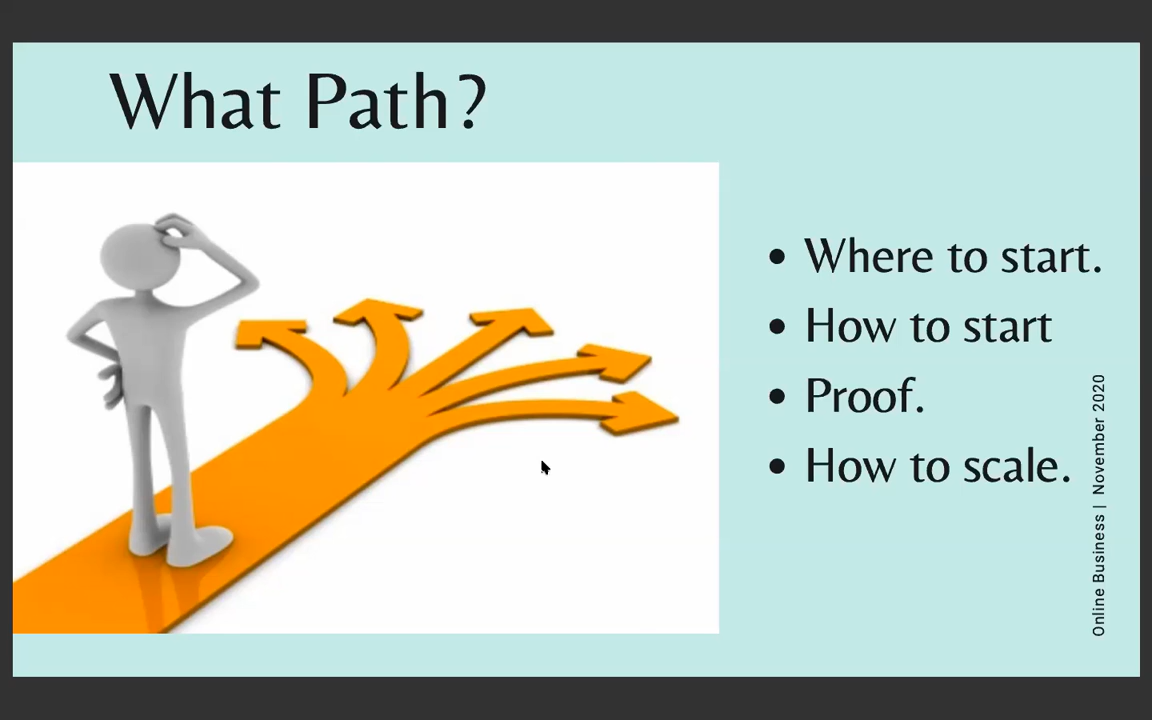 What Path?
• Where to start.
• How to start
• Proof.
• How to scale.
Online Business | November 2020